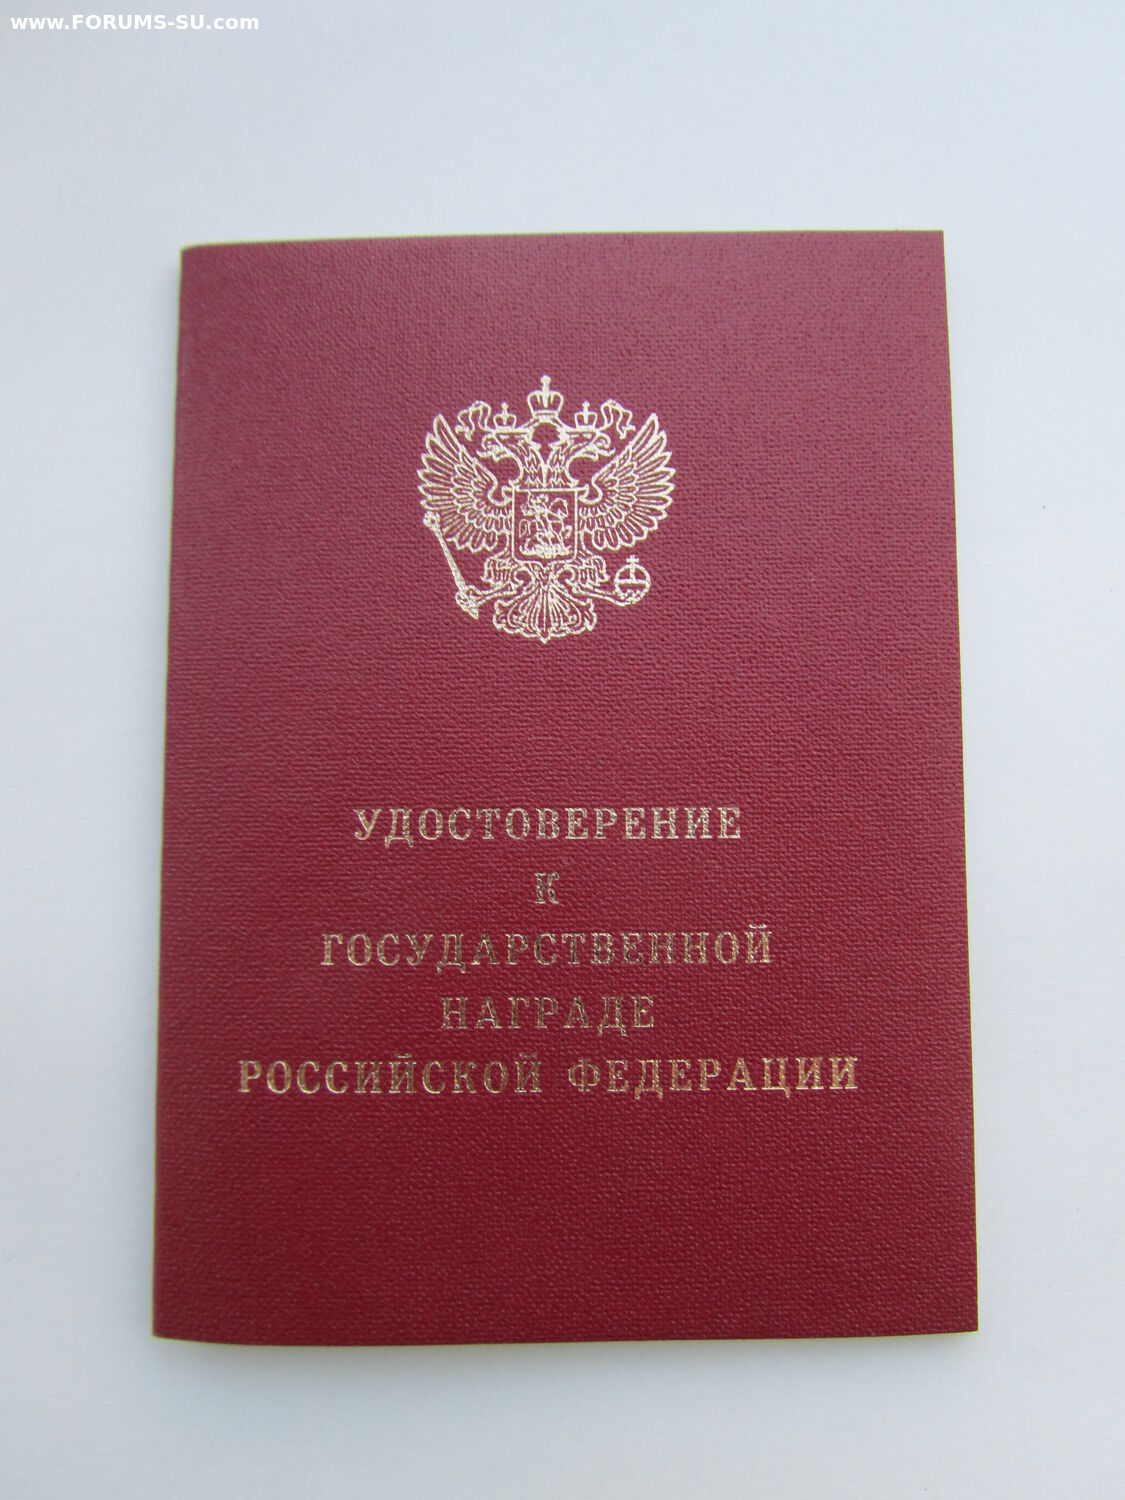 www.FORUMS-SU.com
УДОСТОВЕРЕНИЕ
К
ГОСУДАРСТВЕННОЙ
НАГРАДЕ
РОССИЙСКОЙ ФЕДЕРАЦИИ